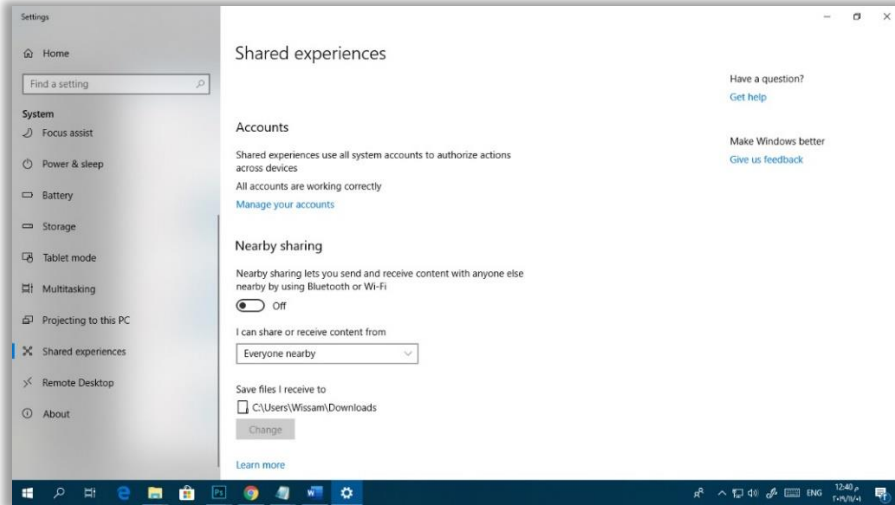 Settings
Home
Find a setting
System
Focus assist
Power & sleep
Battery
Storage
Tablet mode
Multitasking
Projecting to this PC
Shared experiences
Remote Desktop
About
Shared experiences
Accounts
Shared experiences use all system accounts to authorize actions
across devices
All accounts are working correctly
Manage your accounts
Nearby sharing
Nearby sharing lets you send and receive content with anyone else
nearby by using Bluetooth or Wi-Fi
Off
I can share or receive content from
Everyone nearby
Save files I receive to
C:\Users\Wissam\Downloads
Change
Learn more
Have a question?
Get help
Make Windows better
Give us feedback
Ps
ENG
12:40 م